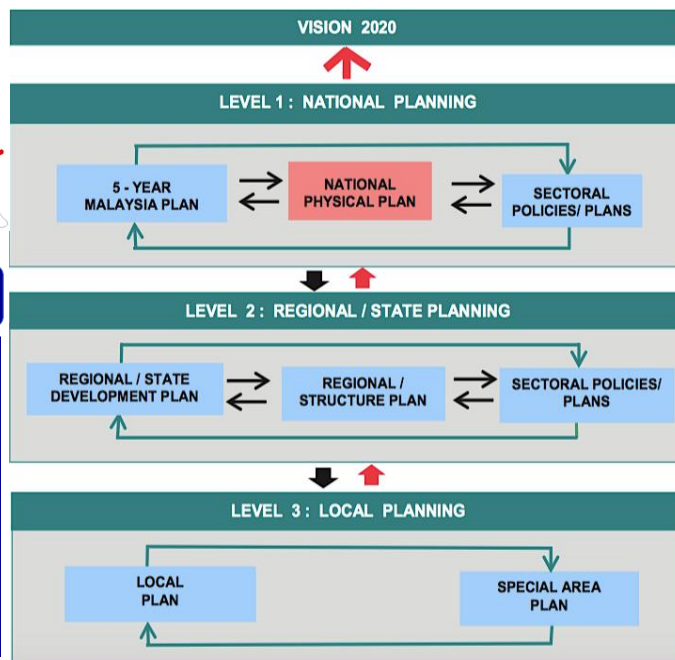 VISION 2020
LEVEL 1 : NATIONAL PLANNING
5 - YEAR
MALAYSIA PLAN
NATIONAL
PHYSICAL PLAN
SECTORAL
POLICIES/ PLANS
LEVEL 2 : REGIONAL / STATE PLANNING
REGIONAL / STATE
DEVELOPMENT PLAN
REGIONAL /
STRUCTURE PLAN
SECTORAL POLICIES/
PLANS
LEVEL 3 : LOCAL PLANNING
LOCAL
PLAN
SPECIAL AREA
PLAN